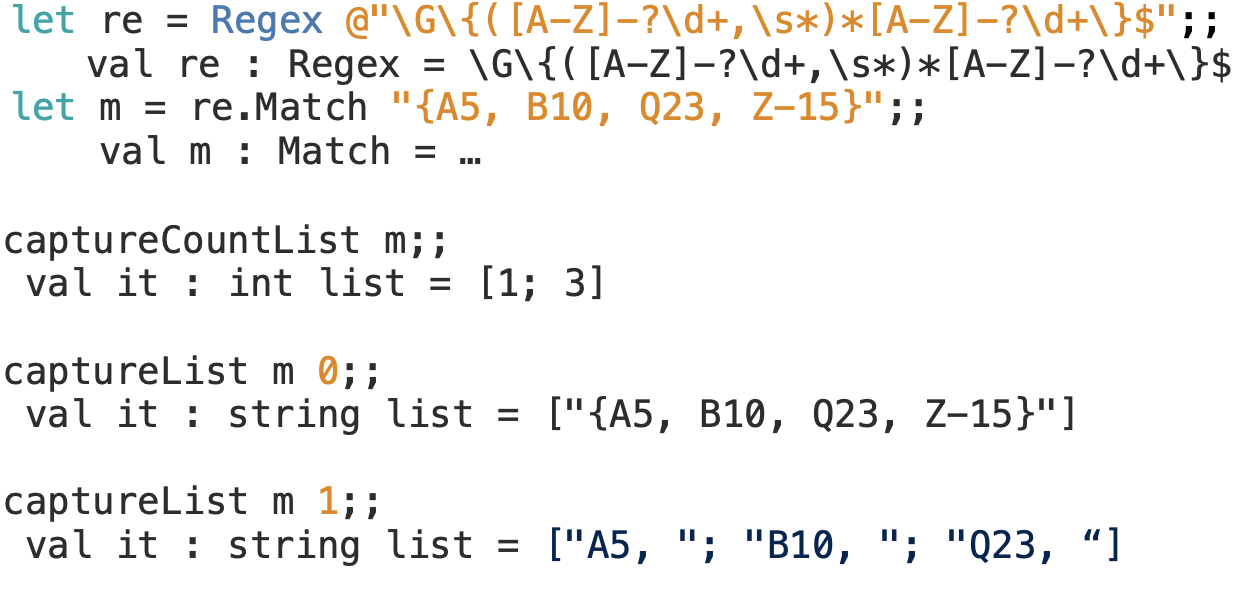 let re = Regex @"\G\{([A-Z]-?\d+,\s*)*[A-Z]-?\d+\}$";;
val re : Regex = \G\{([A-Z]-?\d+,\s*)*[A-Z]-?\d+\}$
let m = re.Match "{A5, B10, Q23, Z-15}";;
val m : Match = …
captureCountList m;;
val it : int list = [1; 3]
captureList m 0;;
val it : string list = ["{A5, B10, Q23, Z-15}"]
captureList m 1;;
val it : string list = ["A5, "; "B10, "; "Q23, “]